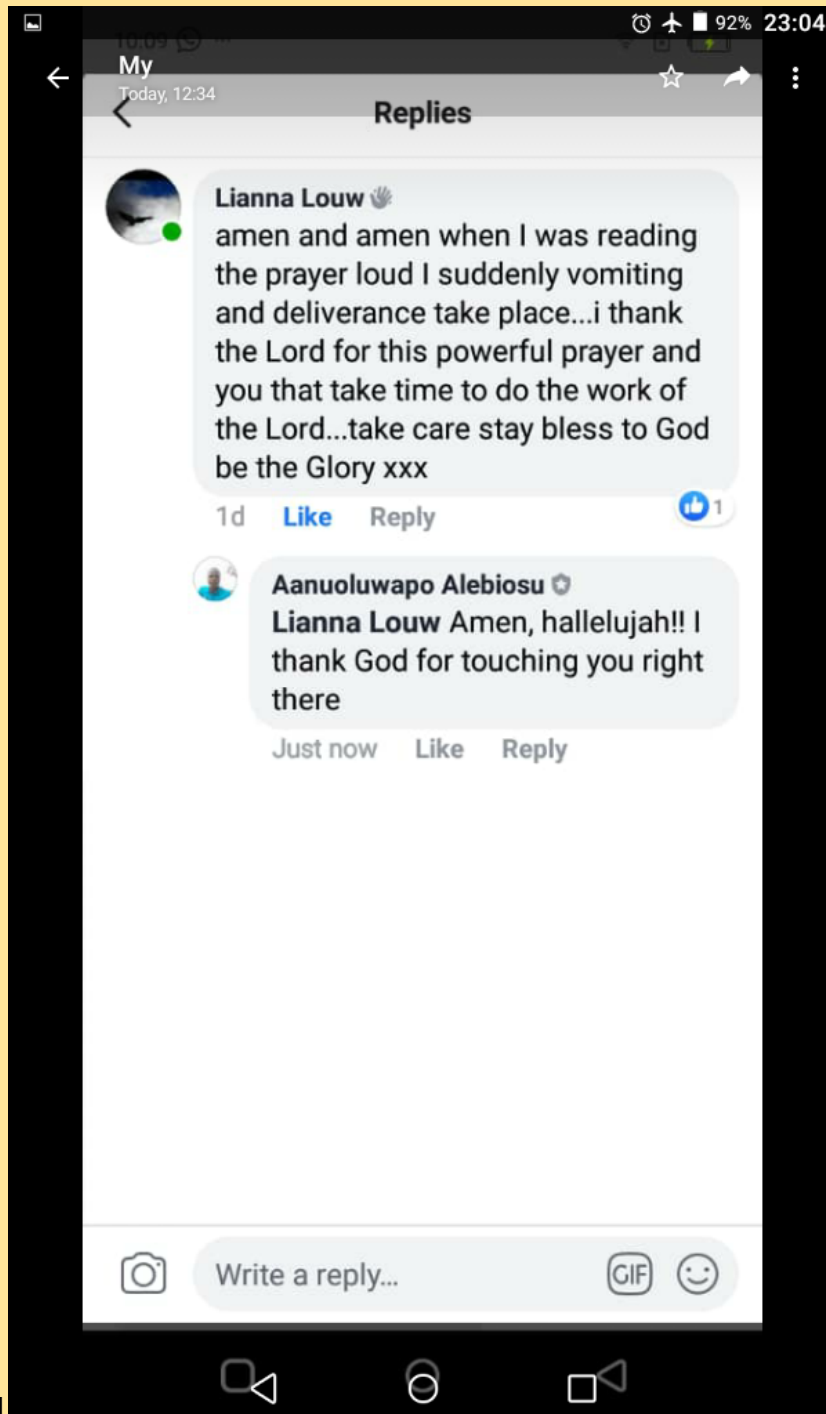 92% 23:04
10:09
My
Today, 12:34
Replies
Lianna Louw
amen and amen when I was reading
the prayer loud I suddenly vomiting
and deliverance take place...i thank
the Lord for this powerful prayer and
you that take time to do the work of
the Lord...take care stay bless to God
be the Glory xxx
1d Like Reply 1
Aanuoluwapo Alebiosu
Lianna Louw Amen, hallelujah!! I
thank God for touching you right
there
Just now Like Reply
Write a reply... GIF